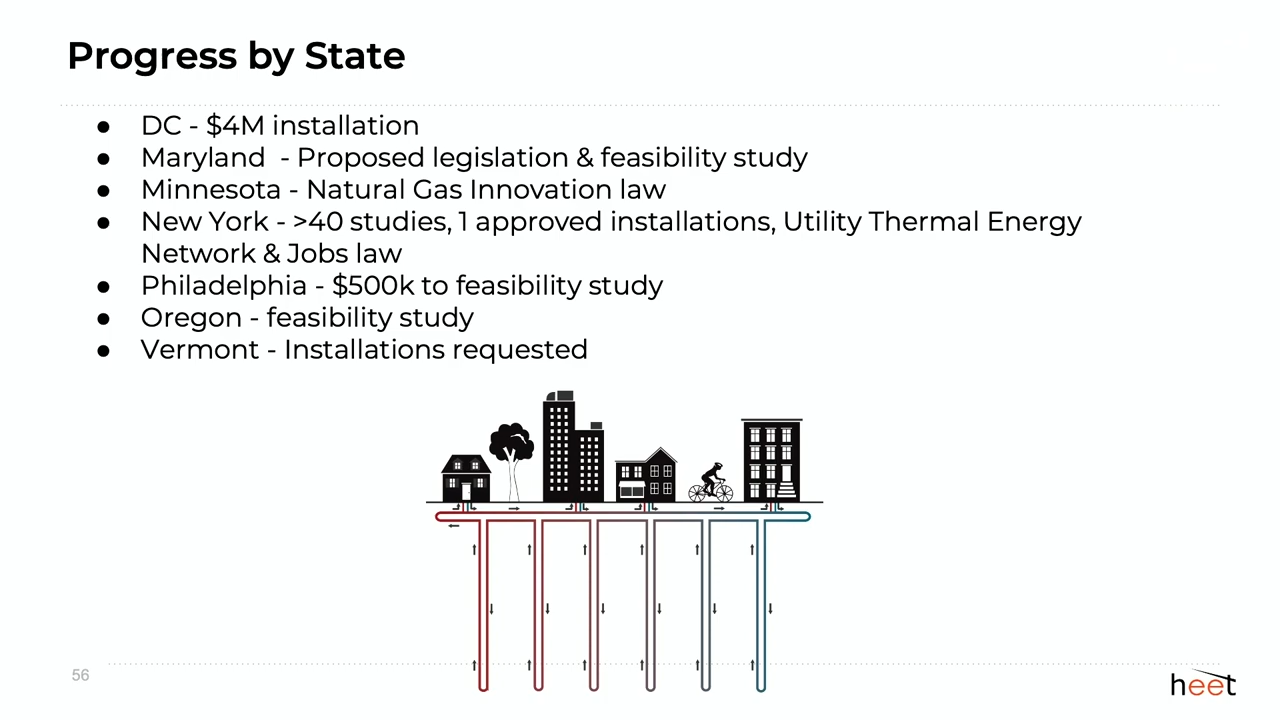 Progress by State
● DC - $4M installation
● Maryland - Proposed legislation & feasibility study
● Minnesota - Natural Gas Innovation law
● New York - >40 studies, 1 approved installations, Utility Thermal Energy
Network & Jobs law
● Philadelphia - $500k to feasibility study
● Oregon - feasibility study
● Vermont - Installations requested
56
heet